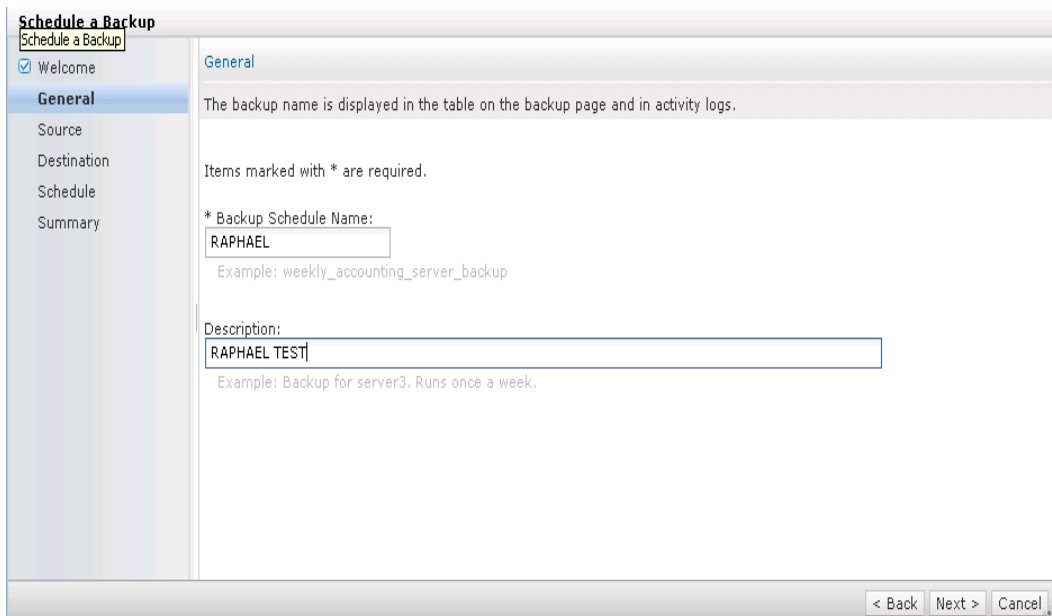 Schedule a Backup
Schedule a Backup
Welcome
General
Source
Destination
Schedule
Summary
General
The backup name is displayed in the table on the backup page and in activity logs.
Items marked with * are required.
* Backup Schedule Name:
RAPHAEL
Example: weekly_accounting_server_backup
Description:
RAPHAEL TEST
Example: Backup for server3. Runs once a week.
< Back Next > Cancel